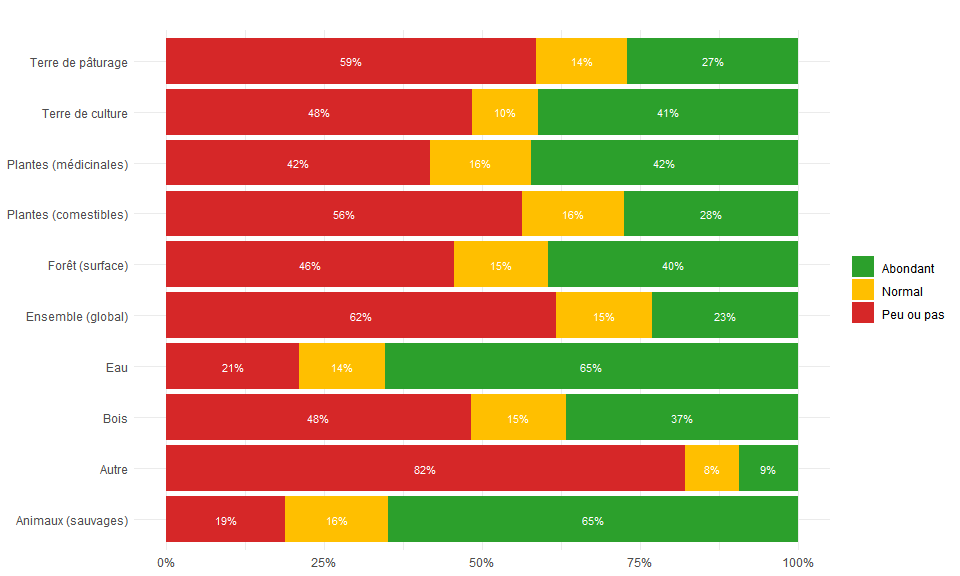 Terre de pâturage 59% 14% 27%
Terre de culture 48% 10% 41%
Plantes (médicinales) 42% 16% 42%
Plantes (comestibles) 56% 16% 28%
Forêt (surface) 46% 15% 40%
Ensemble (global) 62% 15% 23%
Eau 21% 14% 65%
Bois 48% 15% 37%
Autre 82% 8% 9%
Animaux (sauvages) 19% 16% 65%
0% 25% 50% 75% 100%
Abondant
Normal
Peu ou pas